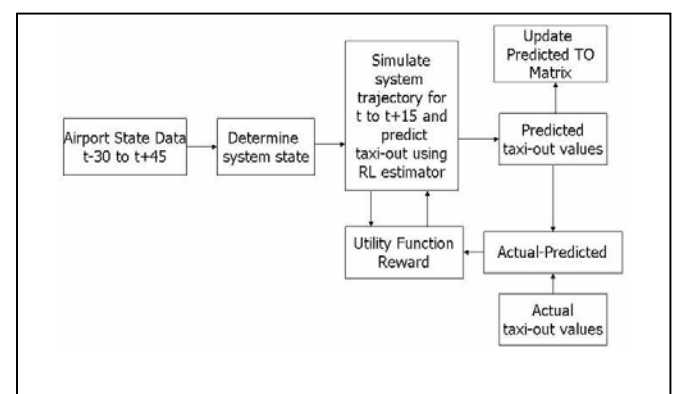 Update
Predicted TO
Matrix
Simulate
system
trajectory for
t to t+15 and
predict
taxi-out using
RL estimator
Airport State Data
t-30 to t+45
Determine
system state
Predicted
taxi-out values
Utility Function
Reward
Actual-Predicted
Actual
taxi-out values